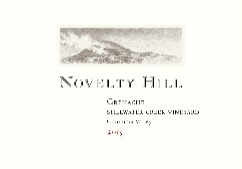 NOVELTY HILL
GRENACHE
STILLWATER CREEK VINEYARD
Columbia Valley